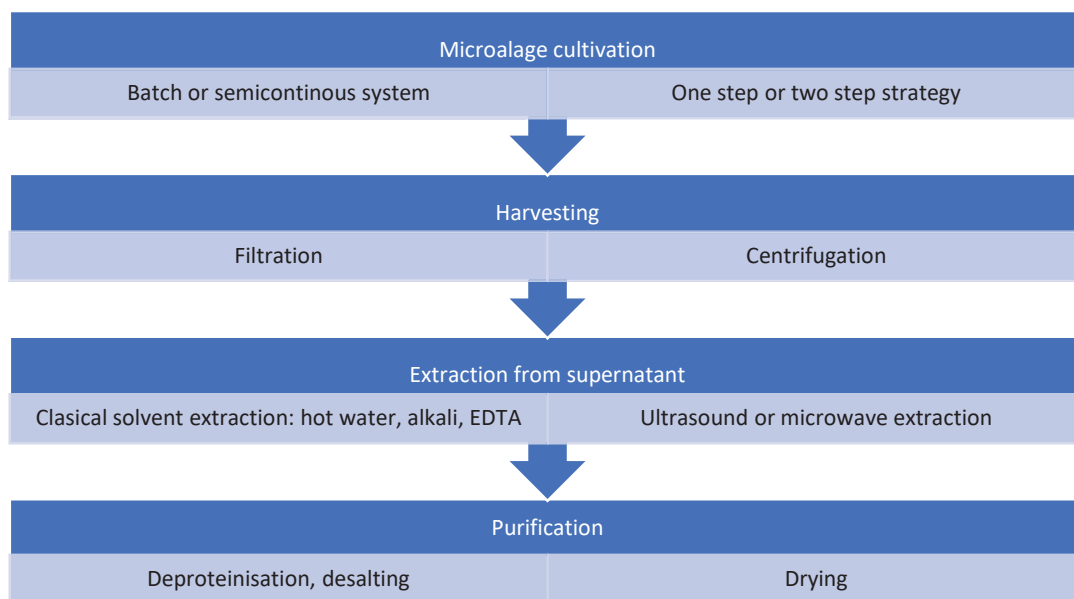 Microalage cultivation
Batch or semicontinous system
One step or two step strategy
Harvesting
Filtration
Centrifugation
Extraction from supernatant
Clasical solvent extraction: hot water, alkali, EDTA
Ultrasound or microwave extraction
Purification
Deproteinisation, desalting
Drying